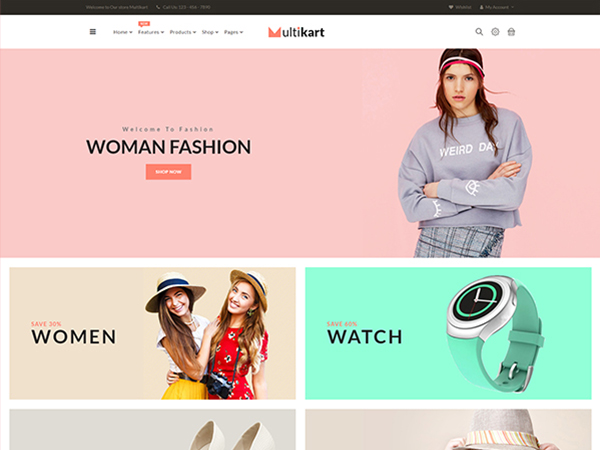 Welcome to Our store Multikart
Call Us: 123 - 456 - 7890
Wishlist
My Account
NEW
Home
Features
Products
Shop
Pages
Multikart
Welcome To Fashion
WOMAN FASHION
SHOP NOW
WEIRD DAY
SAVE 30%
WOMEN
SAVE 60%
WATCH